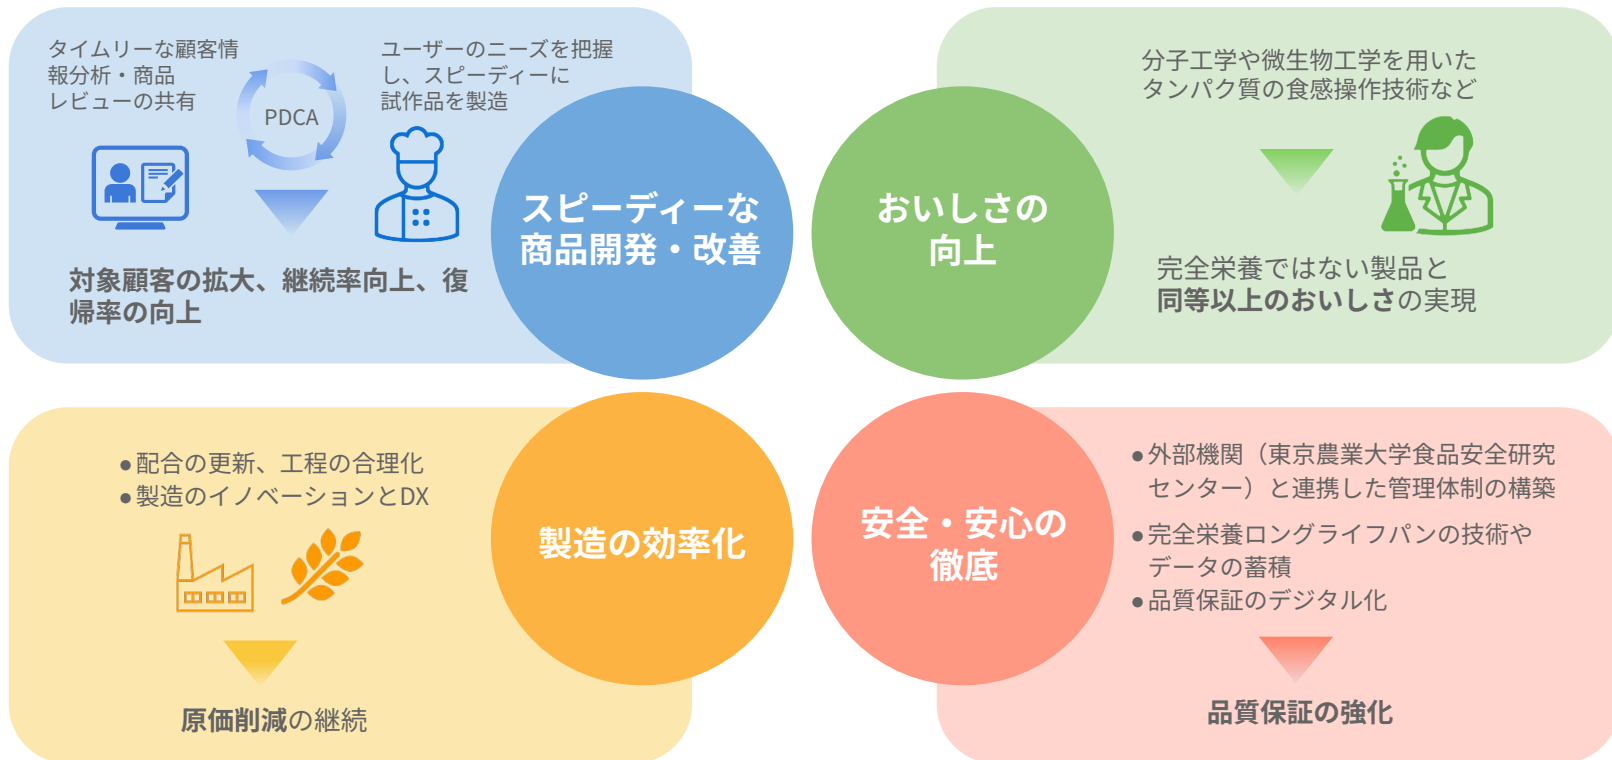 タイムリーな顧客情
報分析・商品
レビューの共有
PDCA
ユーザーのニーズを把握
し、スピーディーに
試作品を製造
対象顧客の拡大、継続率向上、復
帰率の向上
スピーディーな
商品開発・改善
おいしさの
向上
分子工学や微生物工学を用いた
タンパク質の食感操作技術など
完全栄養ではない製品と
同等以上のおいしさの実現
●配合の更新、工程の合理化
●製造のイノベーションとDX
原価削減の継続
製造の効率化
安全・安心の
徹底
●外部機関（東京農業大学食品安全研究
センター）と連携した管理体制の構築
●完全栄養ロングライフパンの技術や
データの蓄積
●品質保証のデジタル化
品質保証の強化